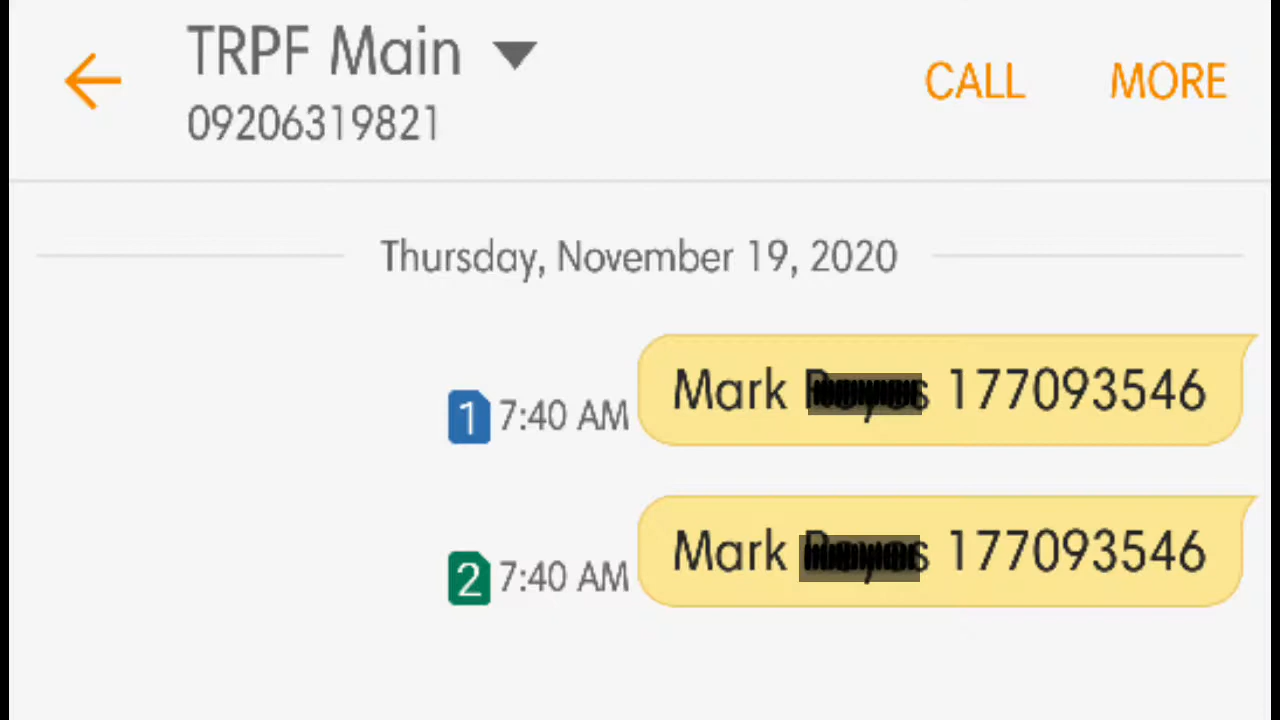 TRPF Main
09206319821
CALL
MORE
Thursday, November 19, 2020
1 7:40 AM
Mark 177093546
2 7:40 AM
Mark 177093546